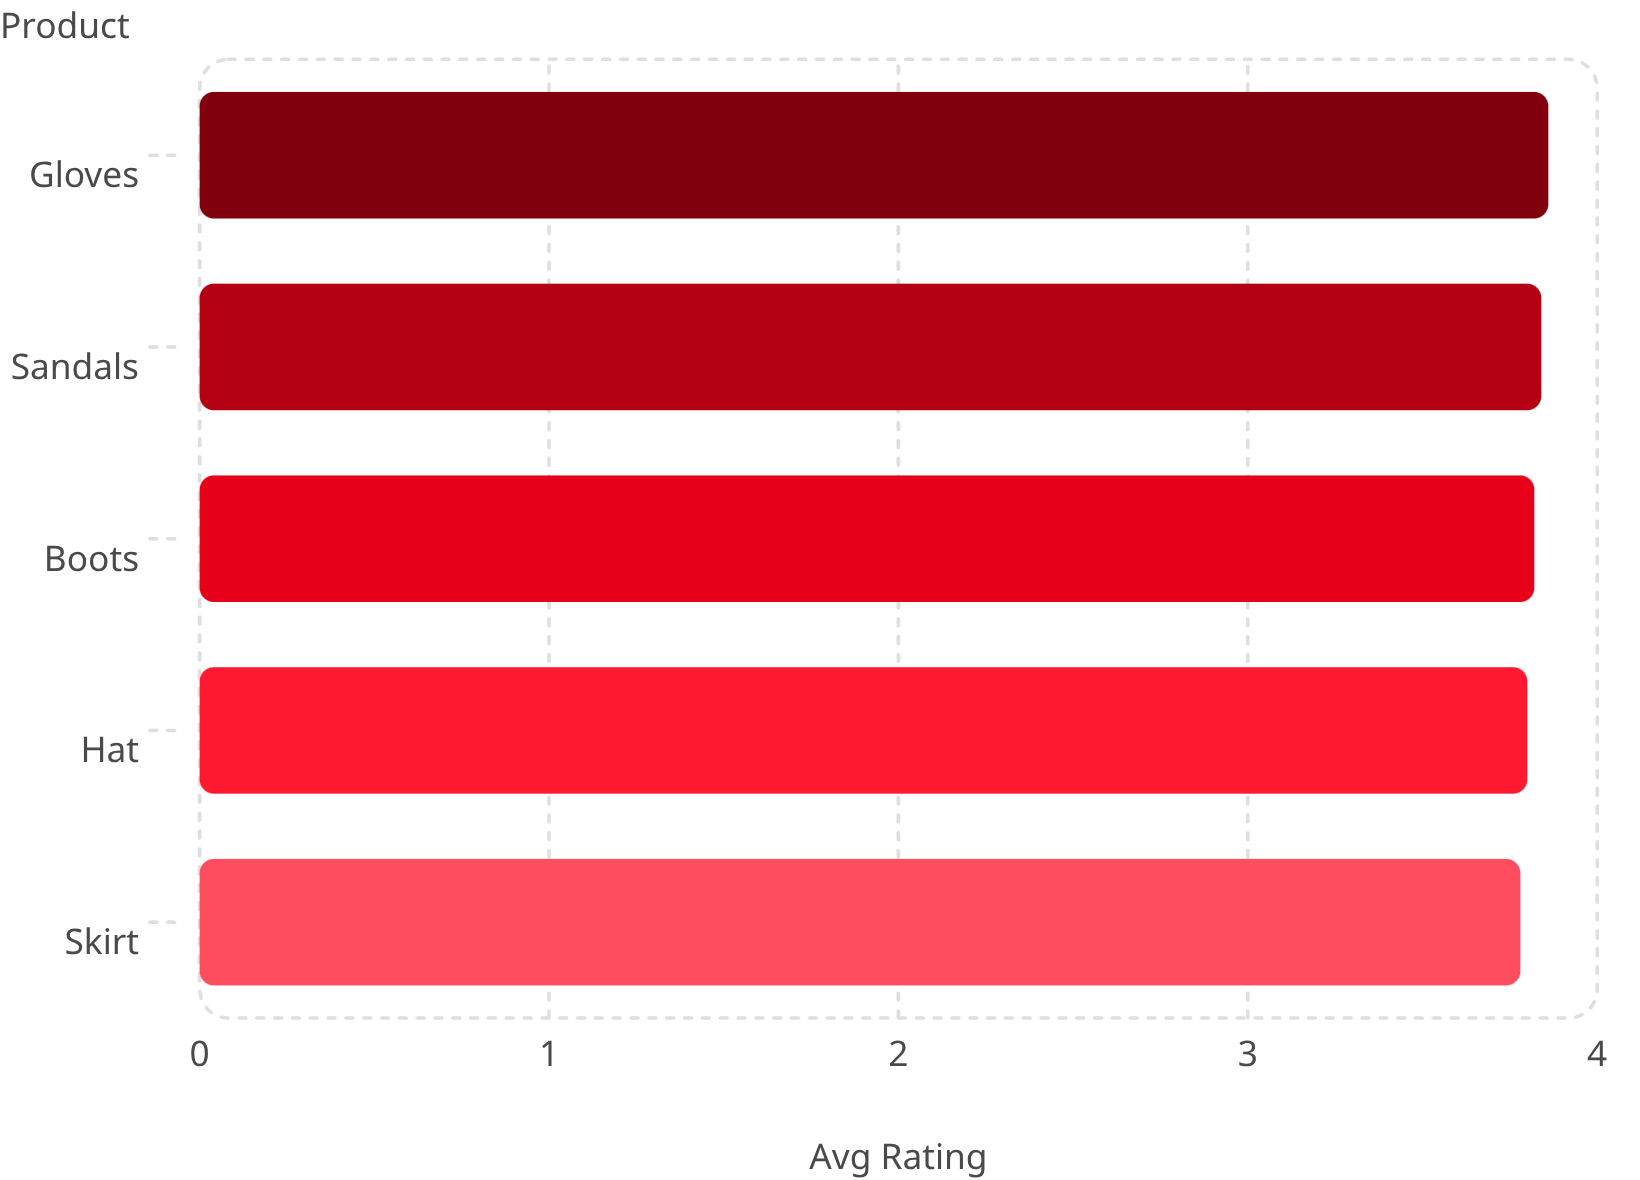 Product
Gloves
Sandals
Boots
Hat
Skirt
0 1 2 3 4
Avg Rating